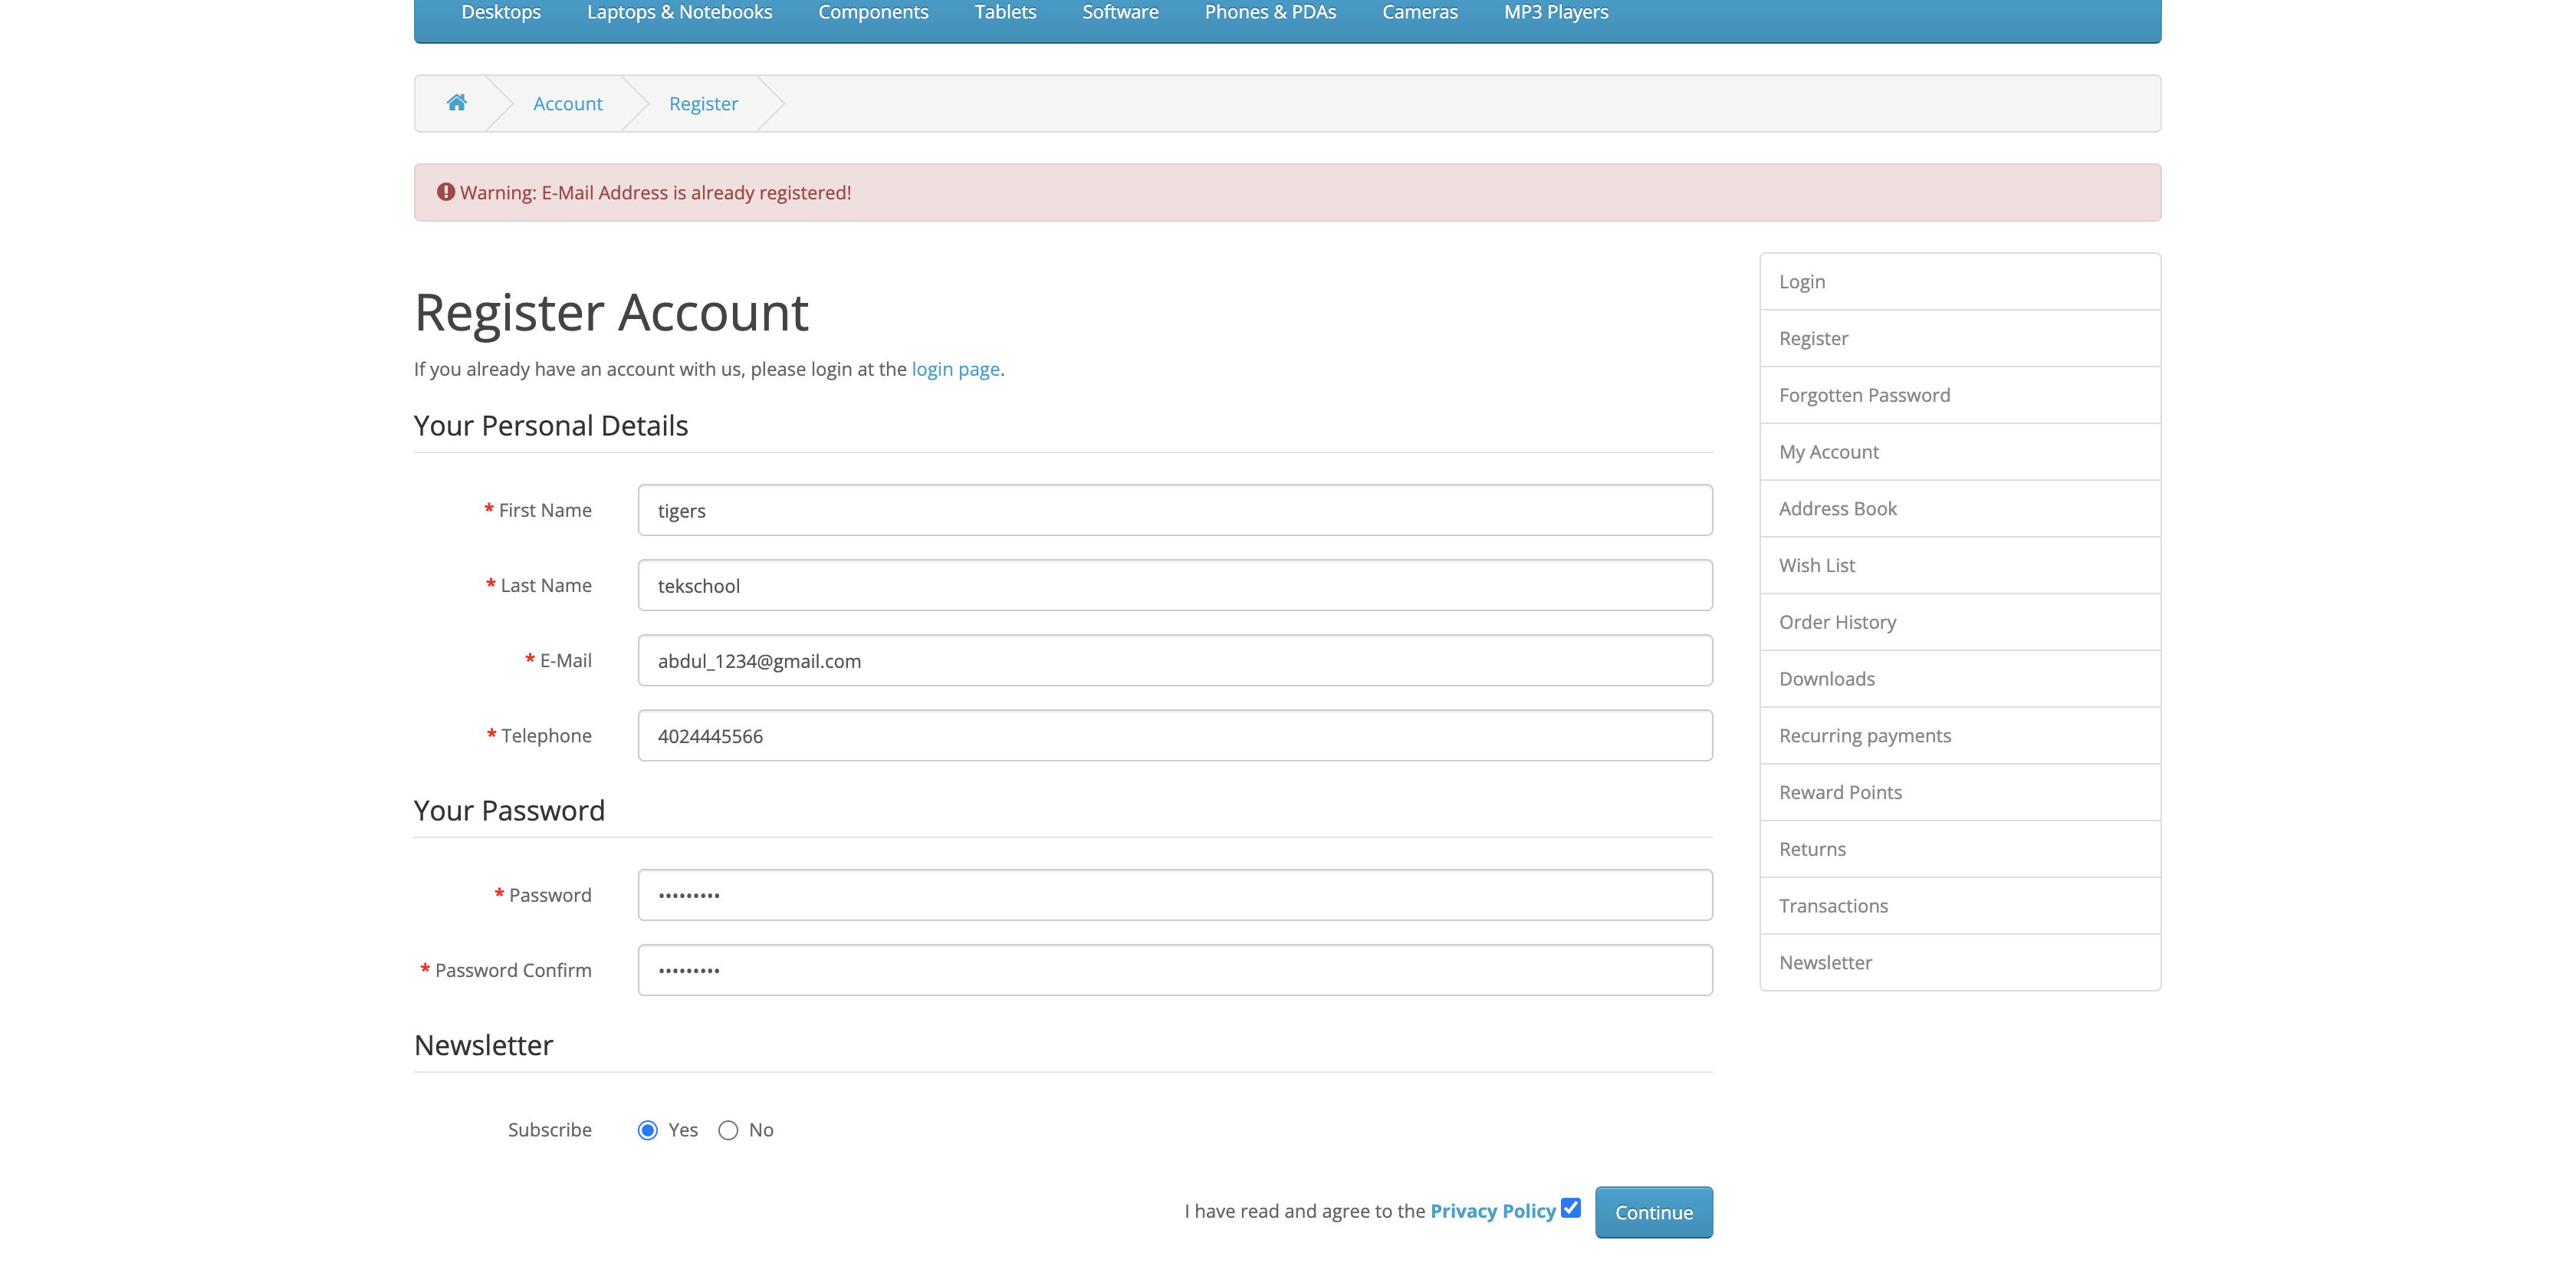 Desktops Laptops & Notebooks Components Tablets Software Phones & PDAs Cameras MP3 Players
Account Register
Warning: E-Mail Address is already registered!
Register Account
If you already have an account with us, please login at the login page.
Your Personal Details
* First Name tigers
* Last Name tekschool
* E-Mail abdul_1234@gmail.com
* Telephone 4024445566
Your Password
* Password •••••••••
* Password Confirm •••••••••
Newsletter
Subscribe Yes No
I have read and agree to the Privacy Policy Continue
Login
Register
Forgotten Password
My Account
Address Book
Wish List
Order History
Downloads
Recurring payments
Reward Points
Returns
Transactions
Newsletter